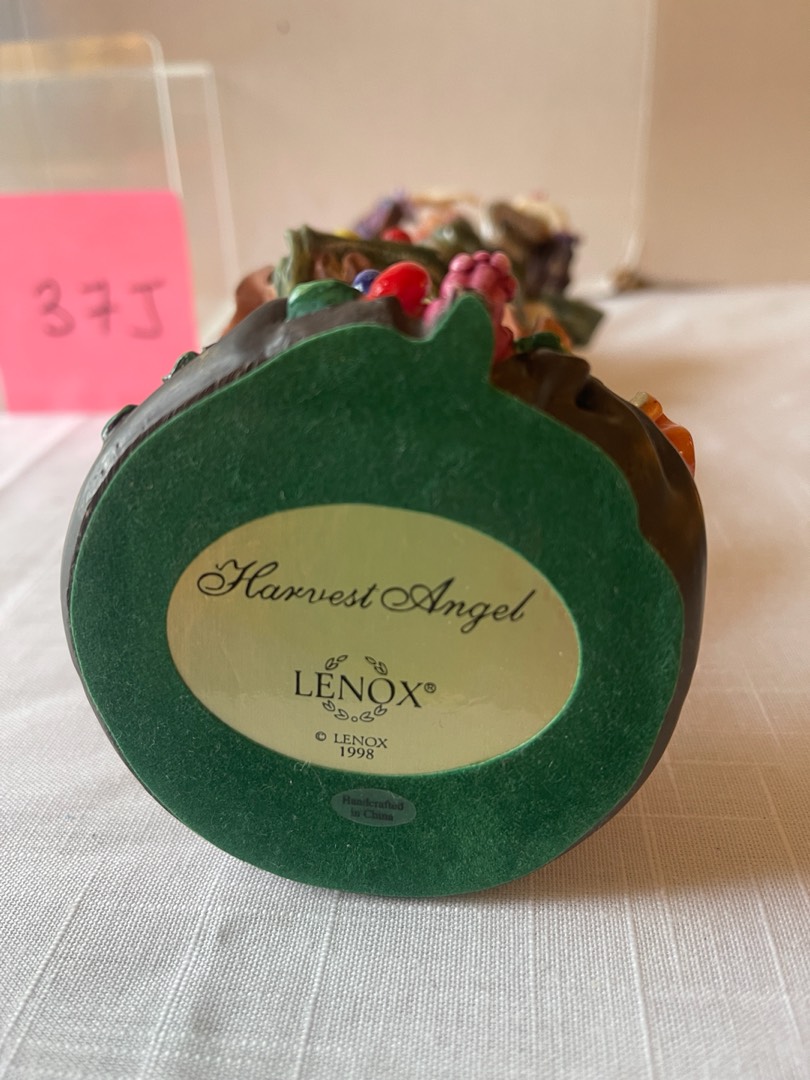 37J
Harvest Angel
LENOX®
© LENOX
1998
Handcrafted
in China